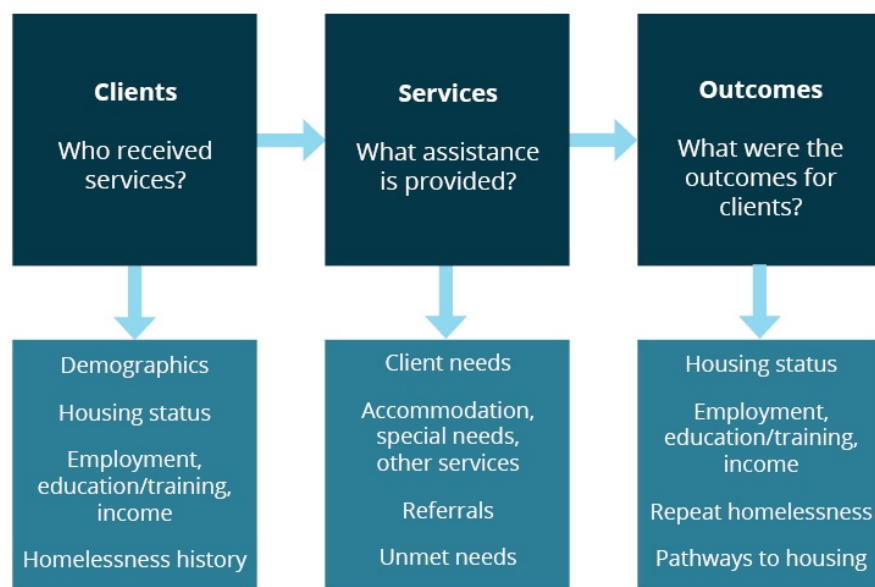 Clients
Who received
services?
Services
What assistance
is provided?
Outcomes
What were the
outcomes for
clients?
Demographics
Housing status
Employment,
education/training,
income
Homelessness history
Client needs
Accommodation,
special needs,
other services
Referrals
Unmet needs
Housing status
Employment,
education/training,
income
Repeat homelessness
Pathways to housing